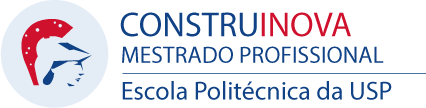 CONSTRUINOVA
MESTRADO PROFISSIONAL
Escola Politécnica da USP